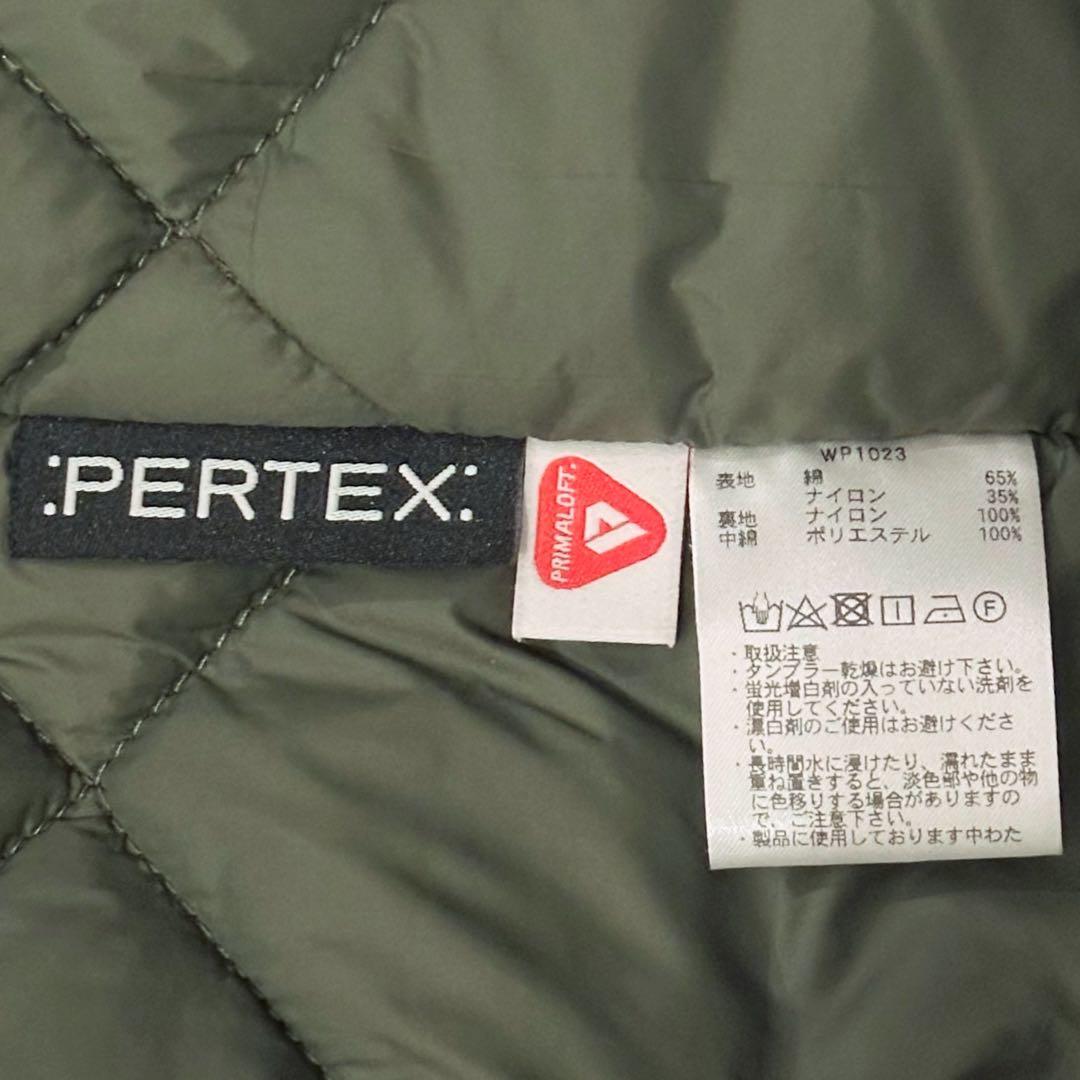 :PERTEX:
PRIMALOFT.
WP1023
表地 綿 65%
ナイロン 35%
裏地 ナイロン 100%
中綿 ポリエステル 100%
F
・取扱注意
・タンブラー乾燥はお避け下さい。
・蛍光増白剤の入っていない洗剤を
使用してください。
・漂白剤のご使用はお避けくださ
い。
・長時間水に浸けたり、濡れたまま
重ね置きすると、淡色部や他の物
に色移りする場合がありますの
で、ご注意下さい。
・製品に使用しております中わた